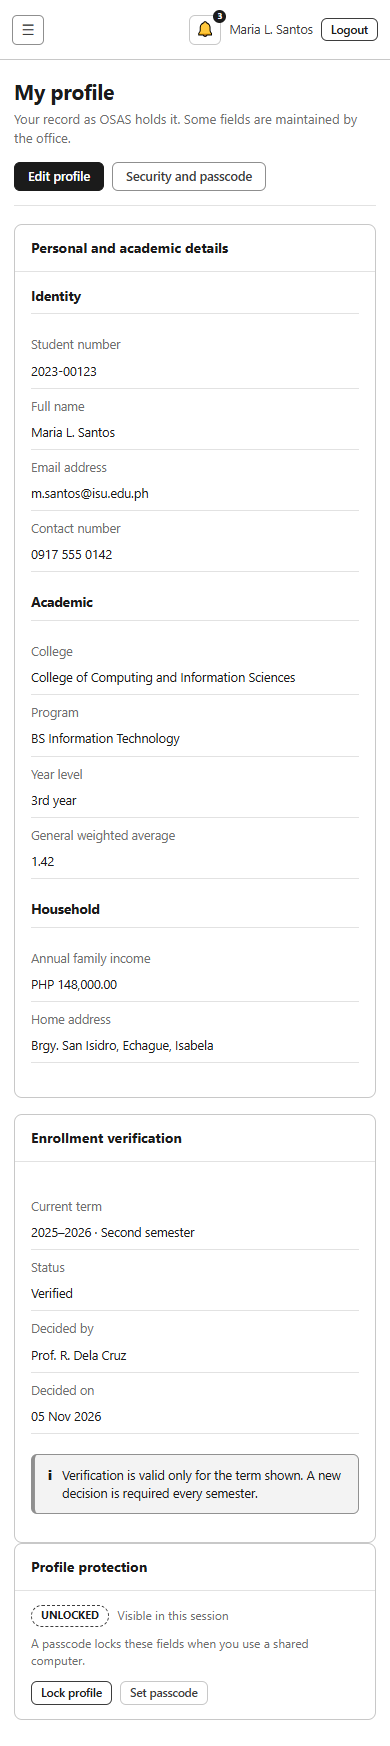 ☰
3
Maria L. Santos
Logout
My profile
Your record as OSAS holds it. Some fields are maintained by
the office.
Edit profile
Security and passcode
Personal and academic details
Identity
Student number
2023-00123
Full name
Maria L. Santos
Email address
m.santos@isu.edu.ph
Contact number
0917 555 0142
Academic
College
College of Computing and Information Sciences
Program
BS Information Technology
Year level
3rd year
General weighted average
1.42
Household
Annual family income
PHP 148,000.00
Home address
Brgy. San Isidro, Echague, Isabela
Enrollment verification
Current term
2025–2026 · Second semester
Status
Verified
Decided by
Prof. R. Dela Cruz
Decided on
05 Nov 2026
i Verification is valid only for the term shown. A new
decision is required every semester.
Profile protection
UNLOCKED Visible in this session
A passcode locks these fields when you use a shared
computer.
Lock profile
Set passcode